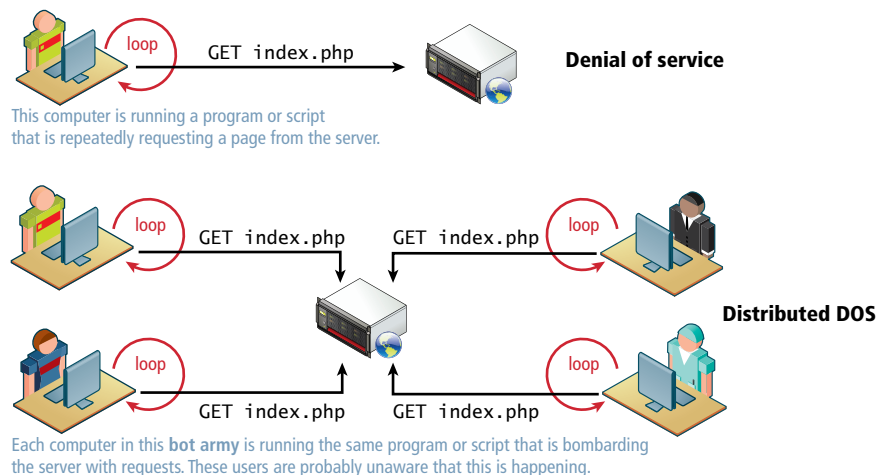 loop
GET index.php
Denial of service
This computer is running a program or script
that is repeatedly requesting a page from the server.
loop
GET index.php
GET index.php
loop
Distributed DOS
loop
GET index.php
GET index.php
loop
Each computer in this bot army is running the same program or script that is bombarding
the server with requests. These users are probably unaware that this is happening.